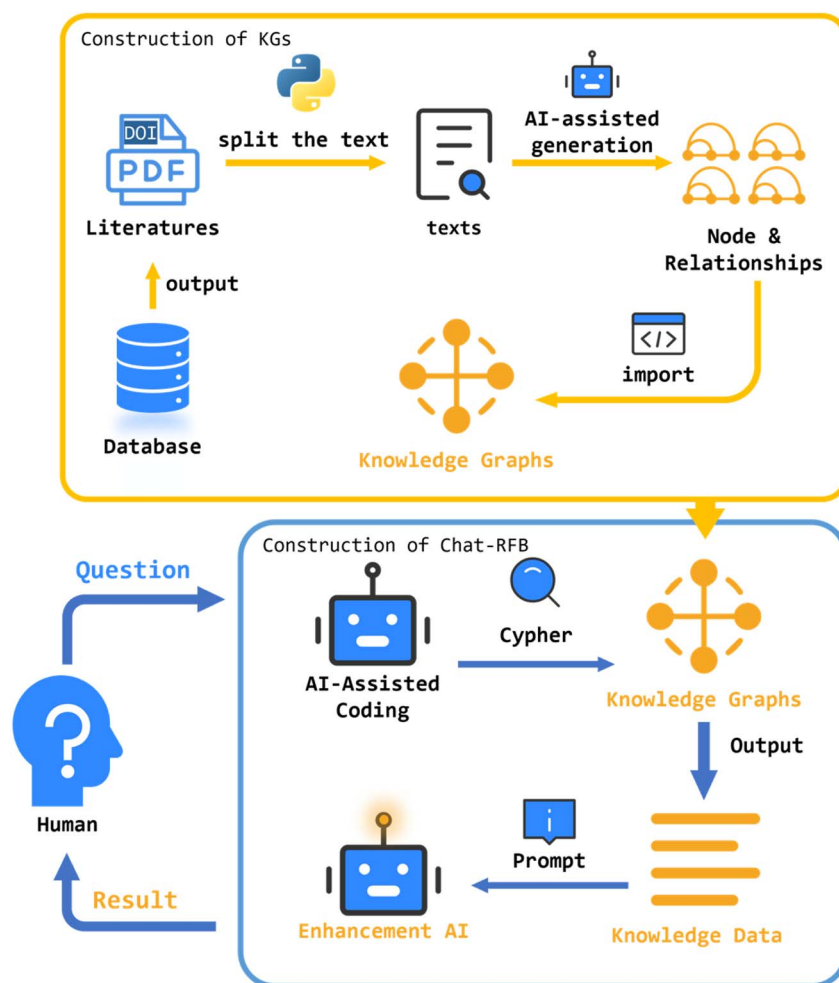 Construction of KGs
split the text
AI-assisted
generation
DOI
PDF
Literatures
texts
Node &
Relationships
output
</>
import
Database
Knowledge Graphs
Construction of Chat-RFB
Question
Cypher
AI-Assisted
Coding
Knowledge Graphs
Output
?
Human
i
Prompt
Result
Enhancement AI
Knowledge Data